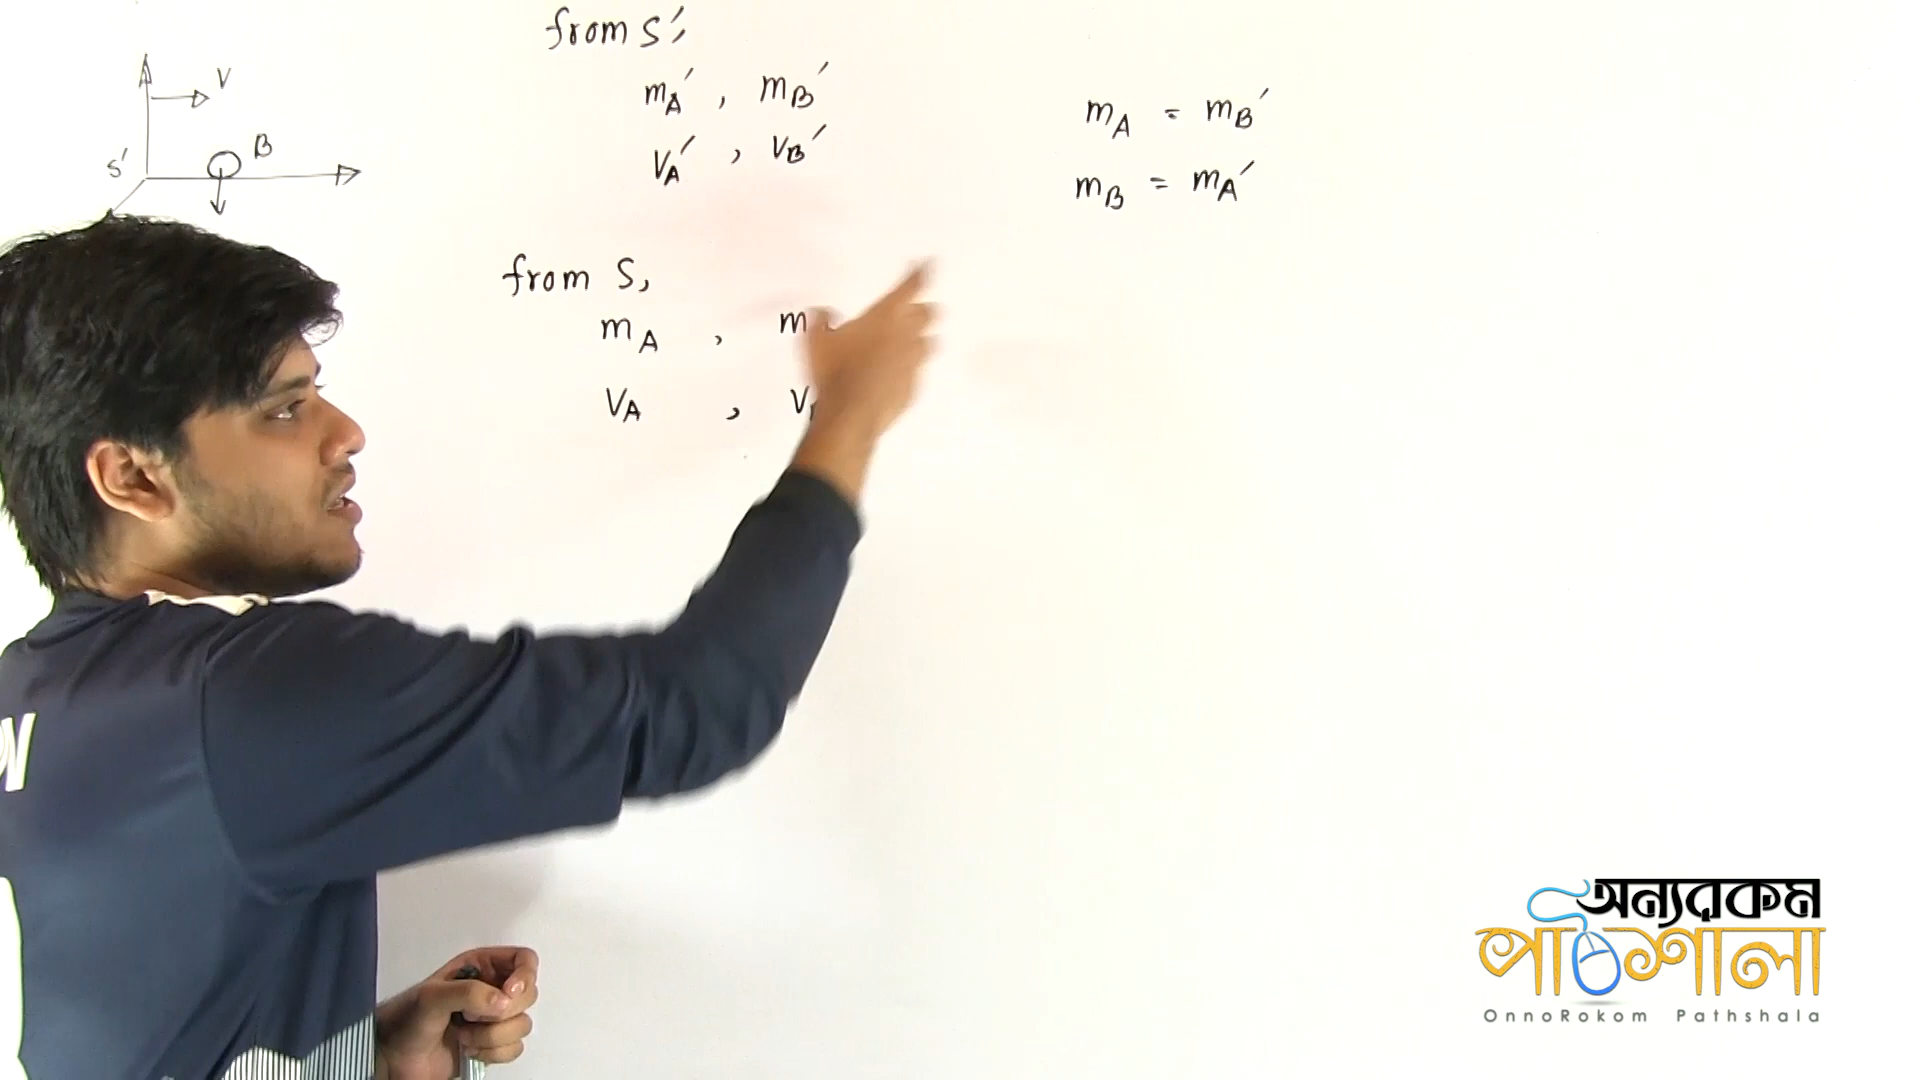 V
B
S′
from S′,
mA′ , mB′
VA′ , VB′
from S,
mA , m
VA , V
mA = mB′
mB = mA′
অন্যরকম
পাঠশালা
OnnoRokom Pathshala